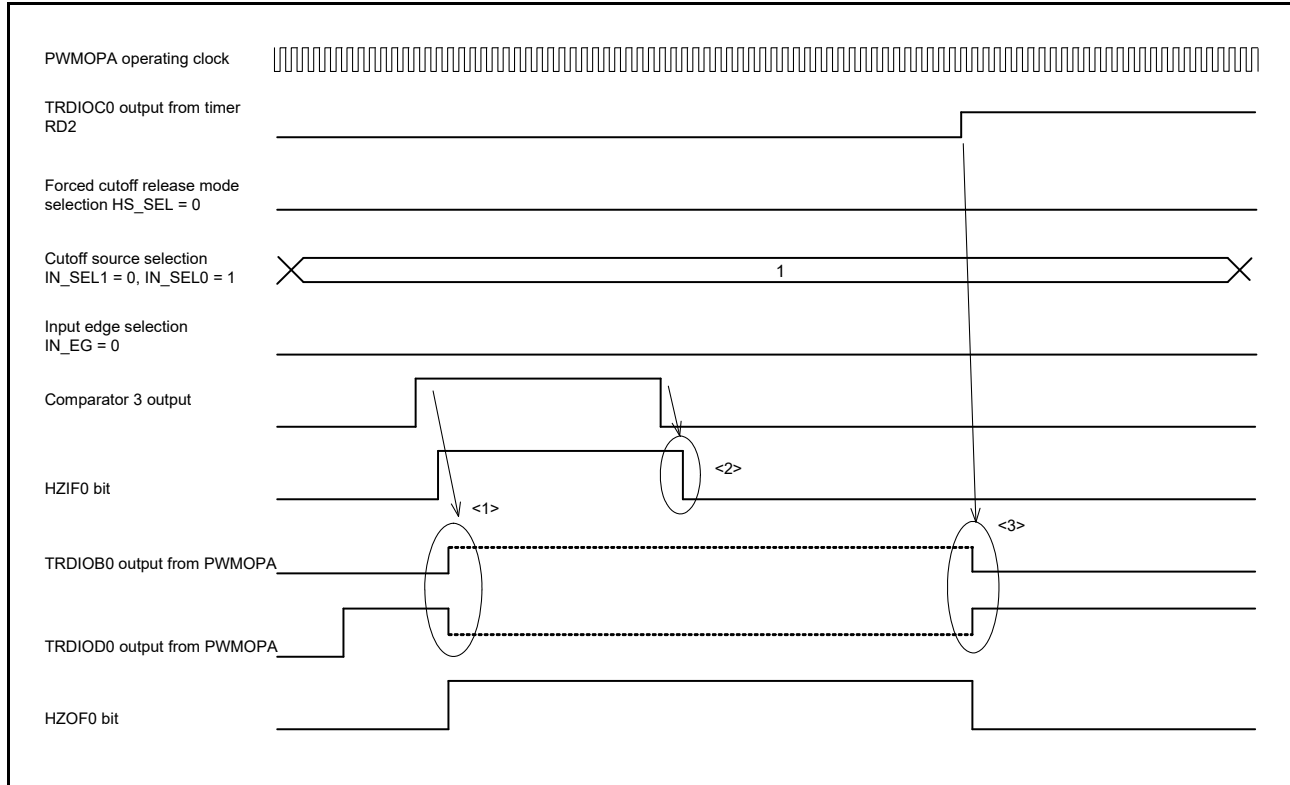 PWMOPA operating clock
TRDIOC0 output from timer
RD2
Forced cutoff release mode
selection HS_SEL = 0
Cutoff source selection
IN_SEL1 = 0, IN_SEL0 = 1
1
Input edge selection
IN_EG = 0
Comparator 3 output
HZIF0 bit
<2>
<1>
<3>
TRDIOB0 output from PWMOPA
TRDIOD0 output from PWMOPA
HZOF0 bit